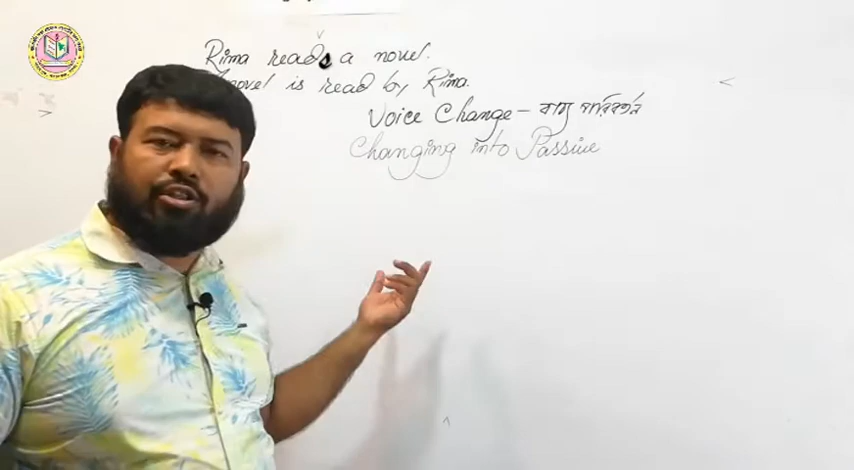 Rima reads a novel.
novel is read by Rima.
Voice Change - বাচ্য পরিবর্তন
Changing into Passive